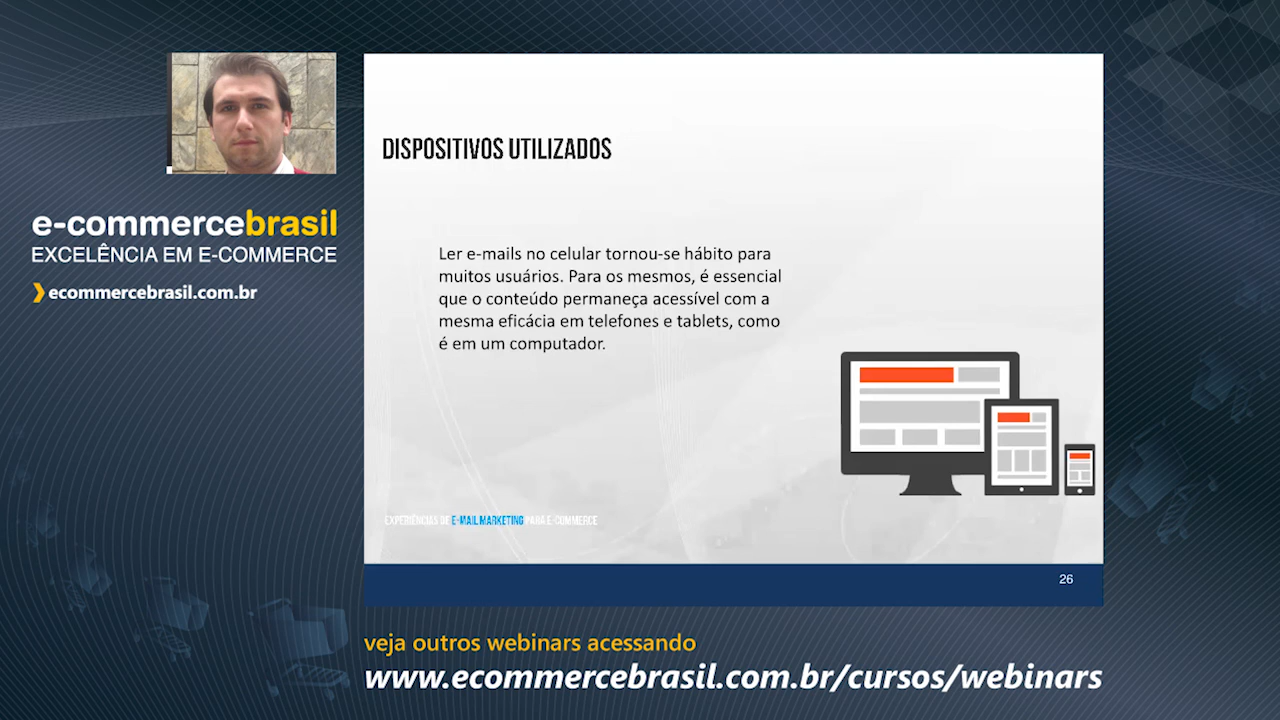 e-commercebrasil
EXCELÊNCIA EM E-COMMERCE
ecommercebrasil.com.br
DISPOSITIVOS UTILIZADOS
Ler e-mails no celular tornou-se hábito para
muitos usuários. Para os mesmos, é essencial
que o conteúdo permaneça acessível com a
mesma eficácia em telefones e tablets, como
é em um computador.
EXPERIÊNCIAS DE E-MAIL MARKETING PARA E-COMMERCE
26
veja outros webinars acessando
www.ecommercebrasil.com.br/cursos/webinars